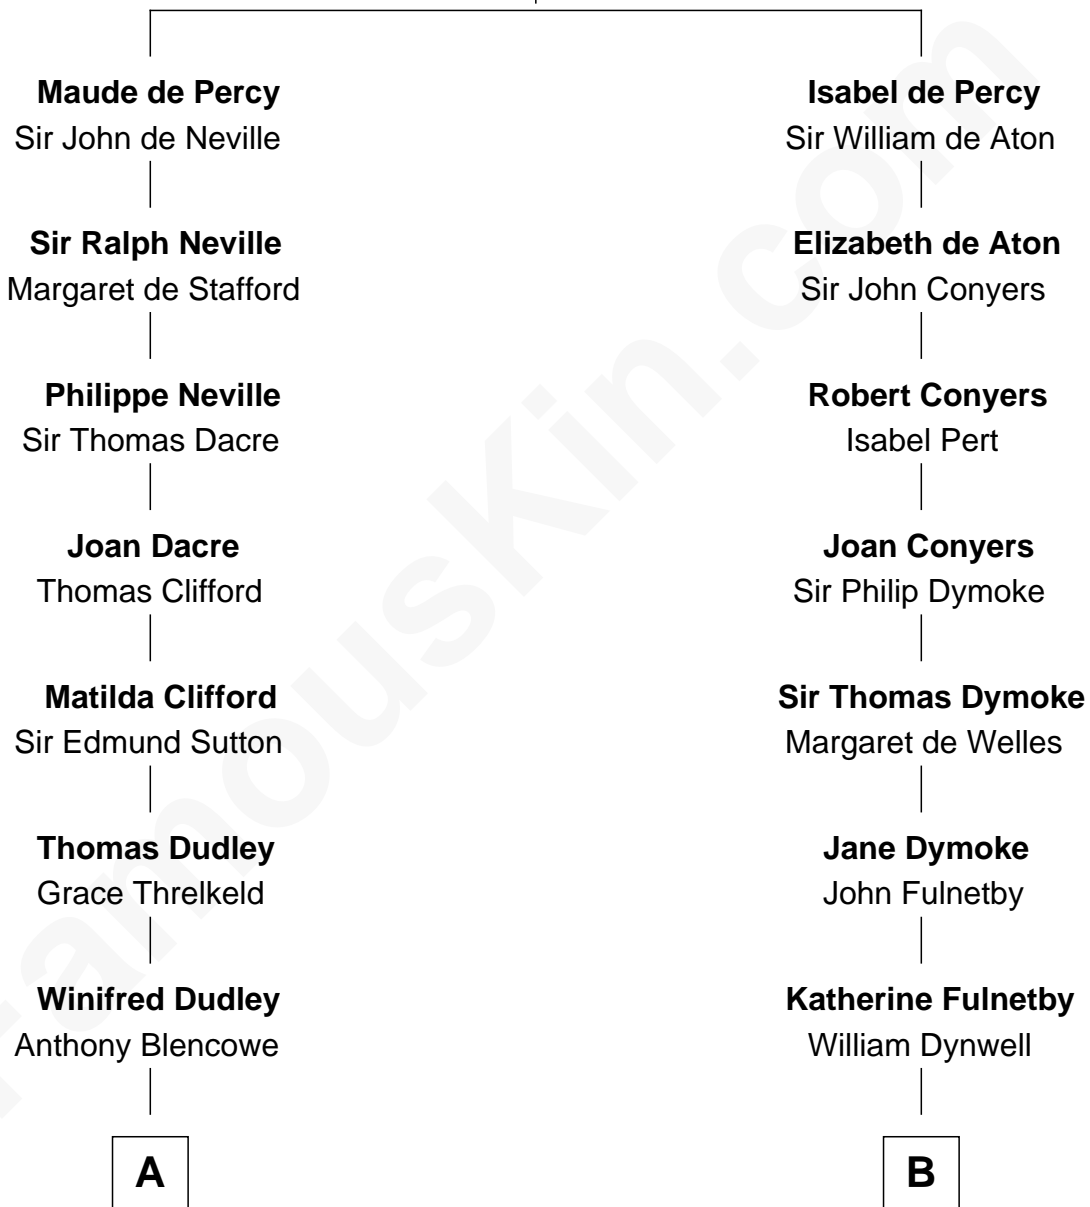 Maude de Percy
Sir John de Neville
Isabel de Percy
Sir William de Aton
Sir Ralph Neville
Margaret de Stafford
Elizabeth de Aton
Sir John Conyers
Philippe Neville
Sir Thomas Dacre
Robert Conyers
Isabel Pert
Joan Dacre
Thomas Clifford
Joan Conyers
Sir Philip Dymoke
Matilda Clifford
Sir Edmund Sutton
Sir Thomas Dymoke
Margaret de Welles
Thomas Dudley
Grace Threlkeld
Jane Dymoke
John Fulnetby
Winifred Dudley
Anthony Blencowe
Katherine Fulnetby
William Dynwell
A
B
FamousKin.com